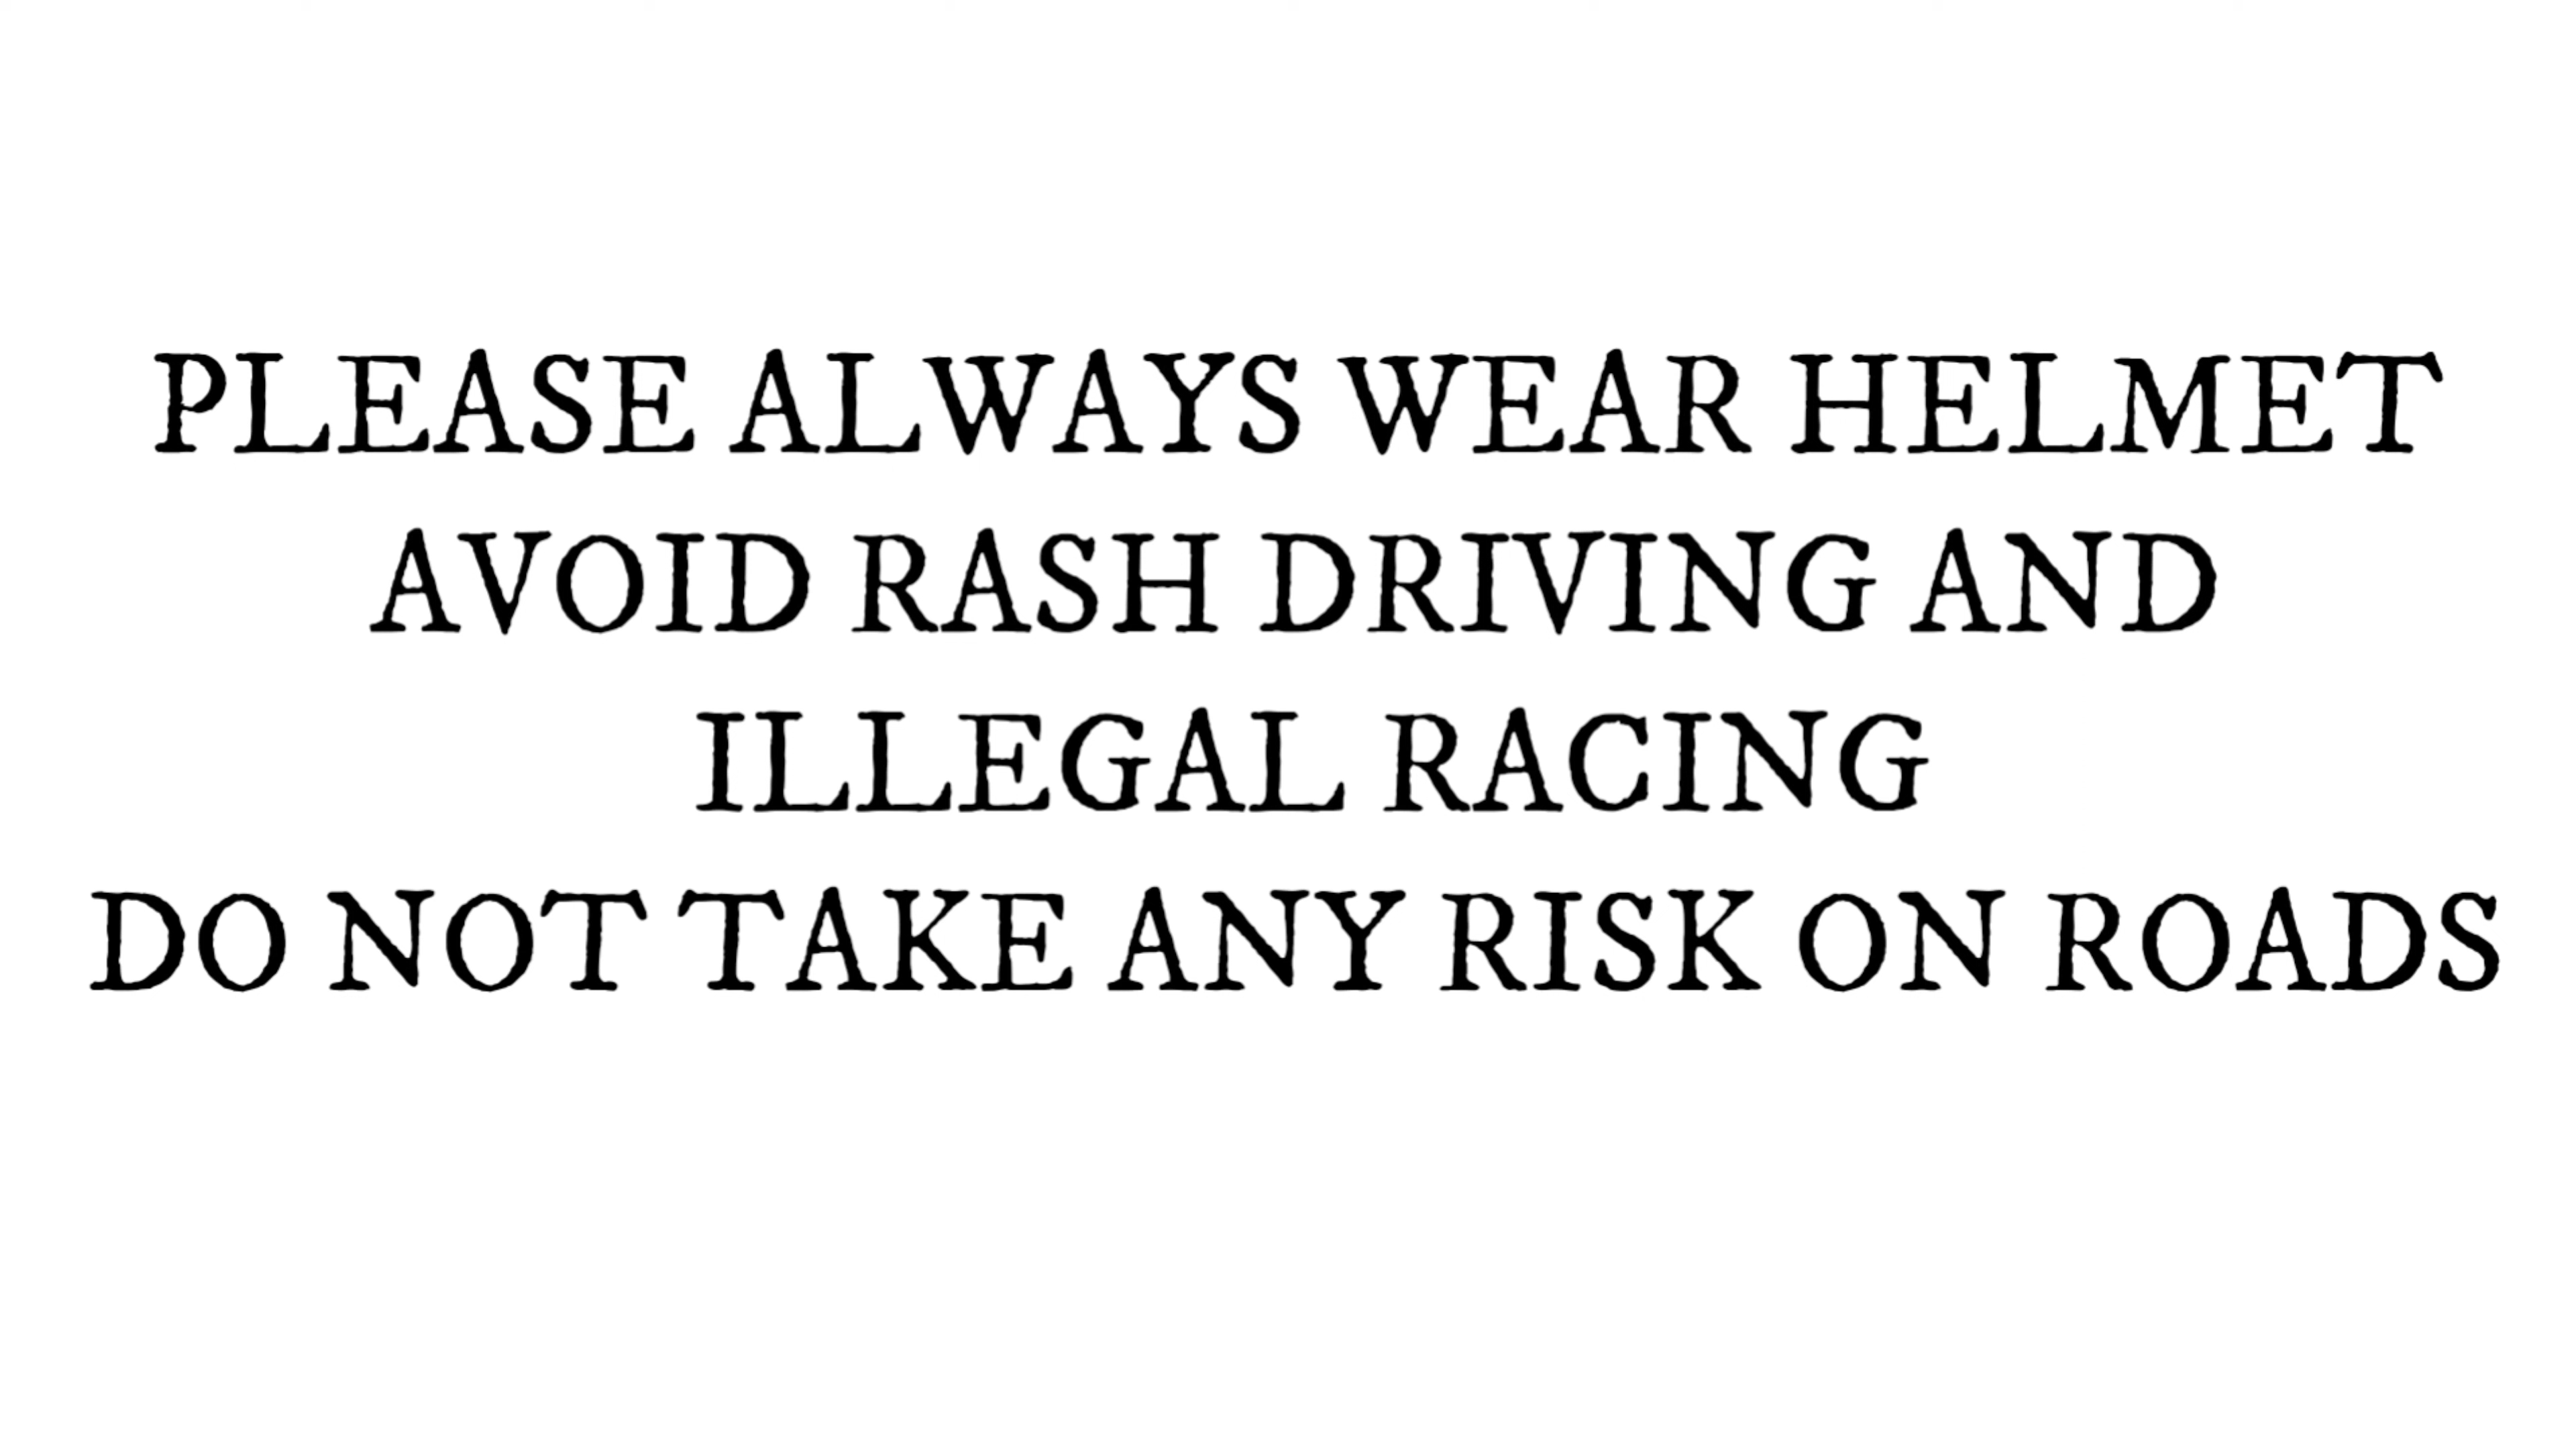 PLEASE ALWAYS WEAR HELMET
AVOID RASH DRIVING AND
ILLEGAL RACING
DO NOT TAKE ANY RISK ON ROADS